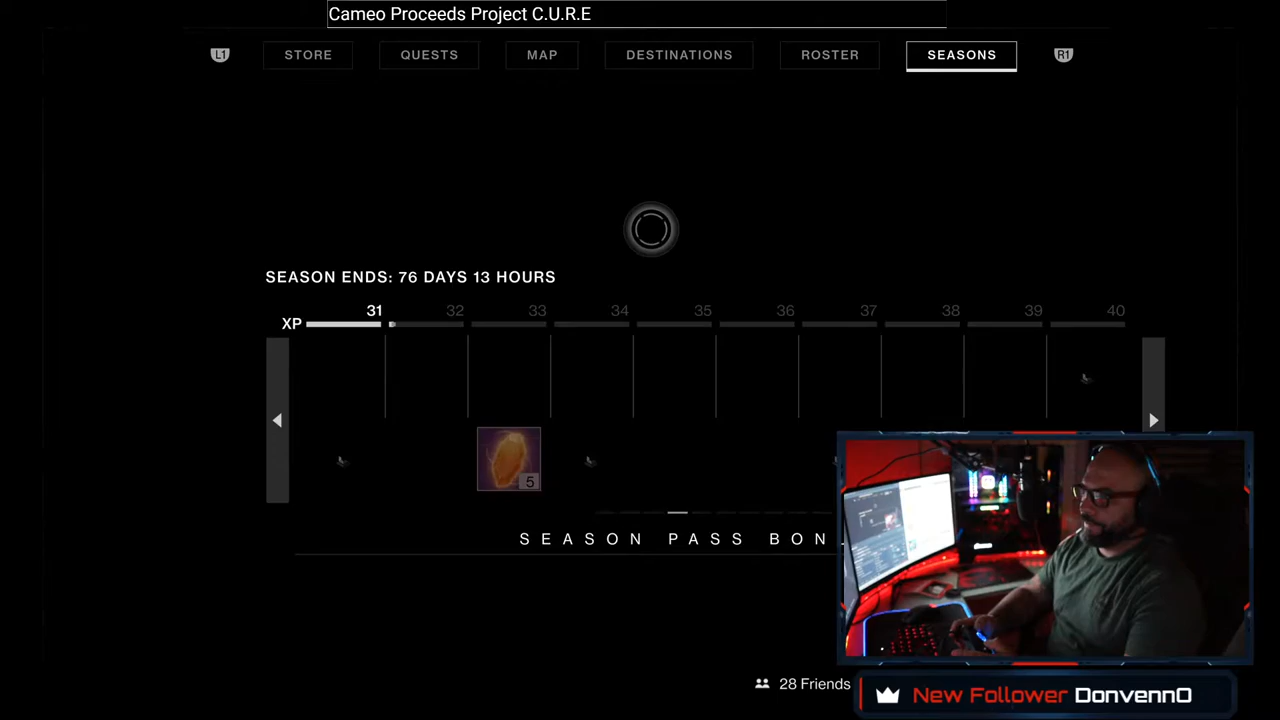 Cameo Proceeds Project C.U.R.E
L1 STORE QUESTS MAP DESTINATIONS ROSTER SEASONS R1
SEASON ENDS: 76 DAYS 13 HOURS
31 32 33 34 35 36 37 38 39 40
XP
5
SEASON PASS BON
28 Friends
New Follower DonvennO